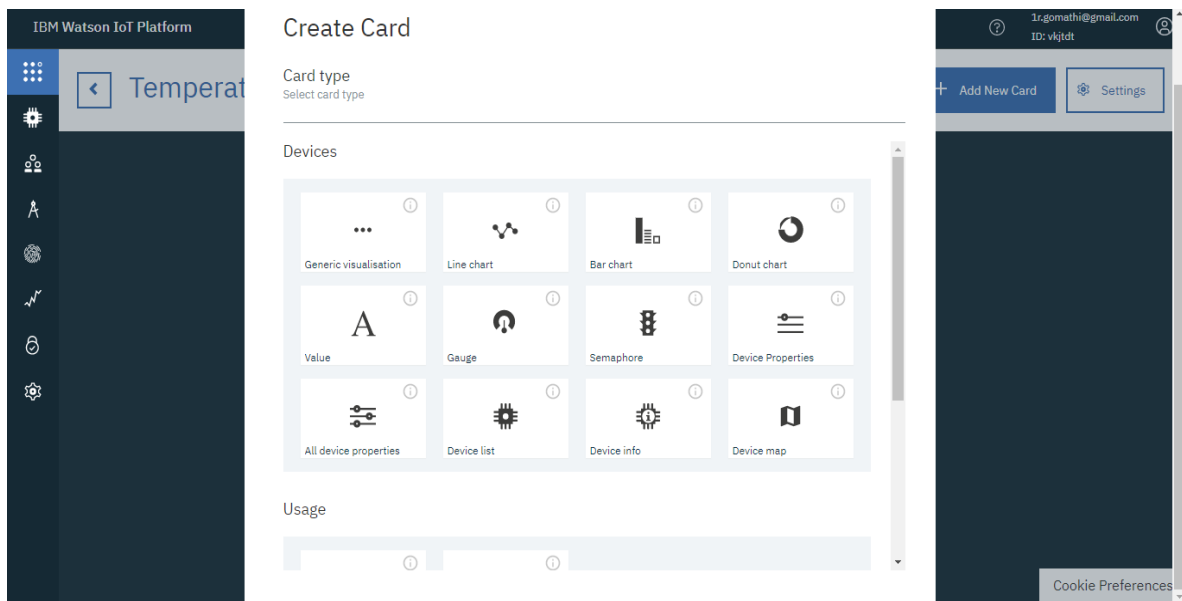 IBM Watson IoT Platform
1r.gomathi@gmail.com
ID: vkjtdt
Temperat
Add New Card
Settings
Create Card
Card type
Select card type
Devices
Generic visualisation
Line chart
Bar chart
Donut chart
Value
Gauge
Semaphore
Device Properties
All device properties
Device list
Device info
Device map
Usage
Cookie Preferences